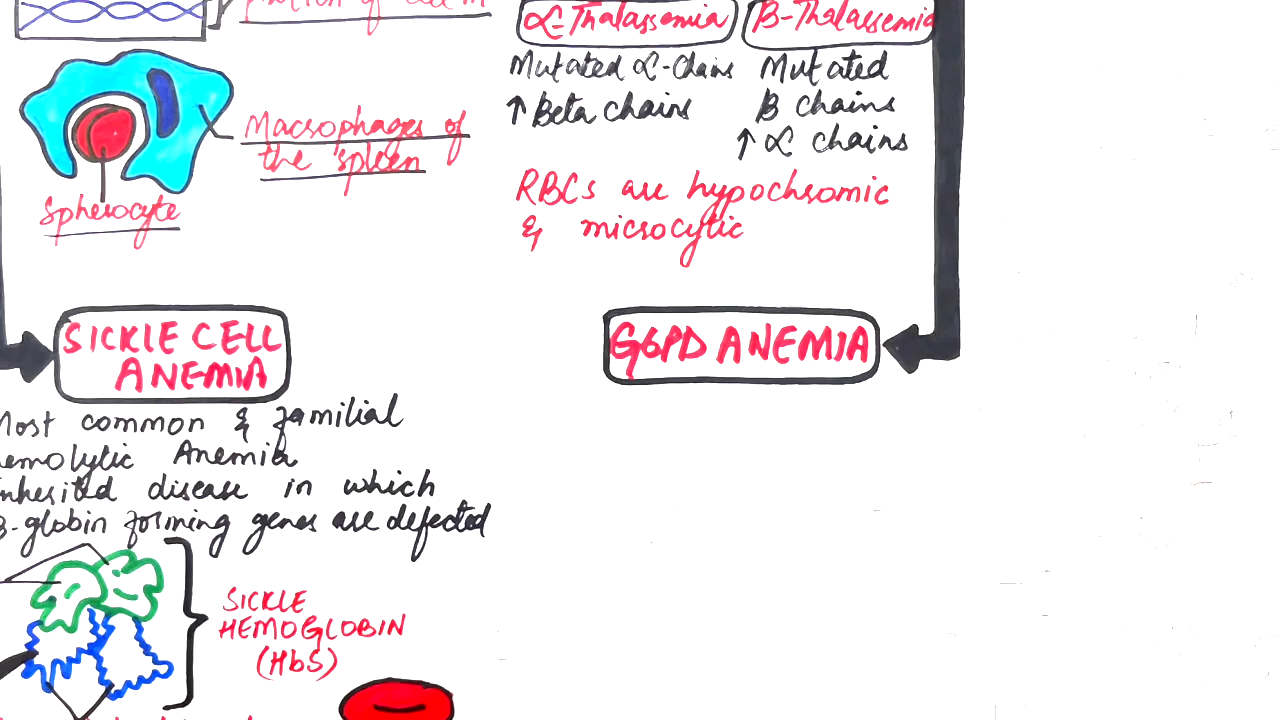 α-Thalassemia
β-Thalassemia
Mutated α-Chains
↑ Beta chains
Mutated
β chains
↑ α chains
Macrophages of
the spleen
Spherocyte
RBCs are hypochromic
& microcytic
SICKLE CELL
ANEMIA
G6PD ANEMIA
Most common & familial
emolytic Anemia
Inherited disease in which
β-globin forming genes are defected
SICKLE
HEMOGLOBIN
(HbS)